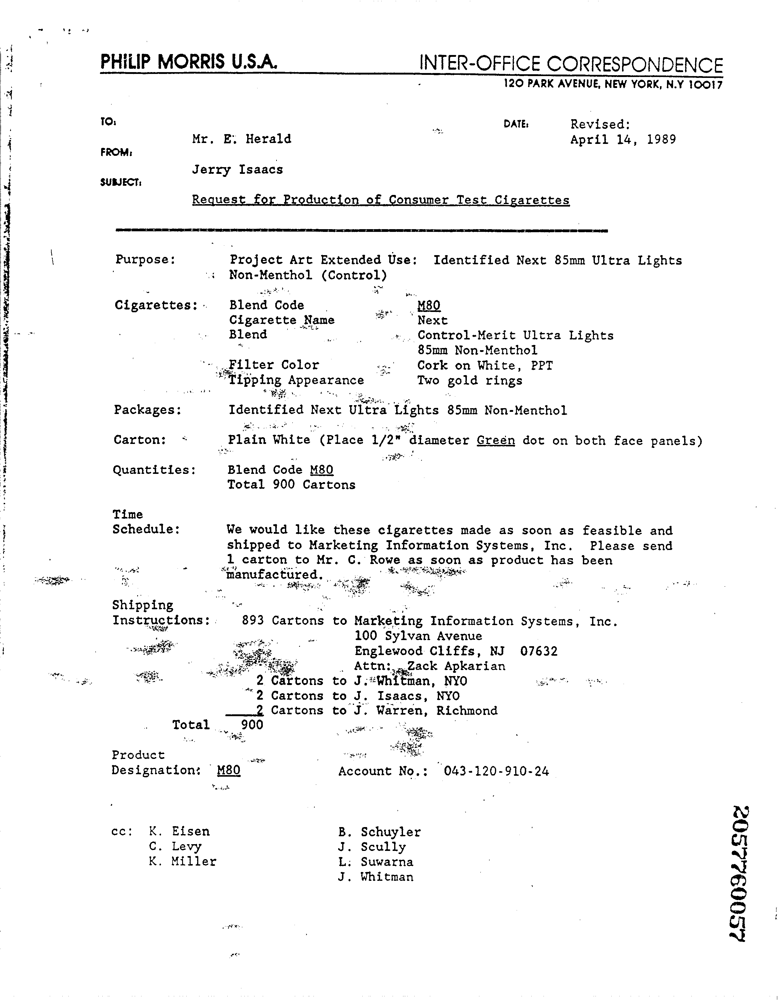 PHILIP MORRIS U.S.A. INTER-OFFICE CORRESPONDENCE
120 PARK AVENUE, NEW YORK, N.Y 10017
TO: DATE: Revised:
Mr. E. Herald April 14, 1989
FROM:
Jerry Isaacs
SUBJECT:
Request for Production of Consumer Test Cigarettes
Purpose: Project Art Extended Use: Identified Next 85mm Ultra Lights
Non-Menthol (Control)
Cigarettes: Blend Code M80
Cigarette Name Next
Blend Control-Merit Ultra Lights
85mm Non-Menthol
Filter Color Cork on White, PPT
Tipping Appearance Two gold rings
Packages: Identified Next Ultra Lights 85mm Non-Menthol
Carton: Plain White (Place 1/2" diameter Green dot on both face panels)
Quantities: Blend Code M80
Total 900 Cartons
Time
Schedule: We would like these cigarettes made as soon as feasible and
shipped to Marketing Information Systems, Inc. Please send
1 carton to Mr. C. Rowe as soon as product has been
manufactured.
Shipping
Instructions: 893 Cartons to Marketing Information Systems, Inc.
100 Sylvan Avenue
Englewood Cliffs, NJ 07632
Attn: Zack Apkarian
2 Cartons to J. Whitman, NYO
2 Cartons to J. Isaacs, NYO
2 Cartons to J. Warren, Richmond
Total 900
Product
Designation: M80 Account No.: 043-120-910-24
cc: K. Eisen B. Schuyler
C. Levy J. Scully
K. Miller L. Suwarna
J. Whitman
2057760057